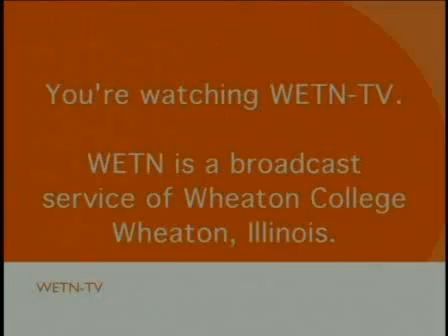 You're watching WETN-TV.
WETN is a broadcast
service of Wheaton College
Wheaton, Illinois.
WETN-TV